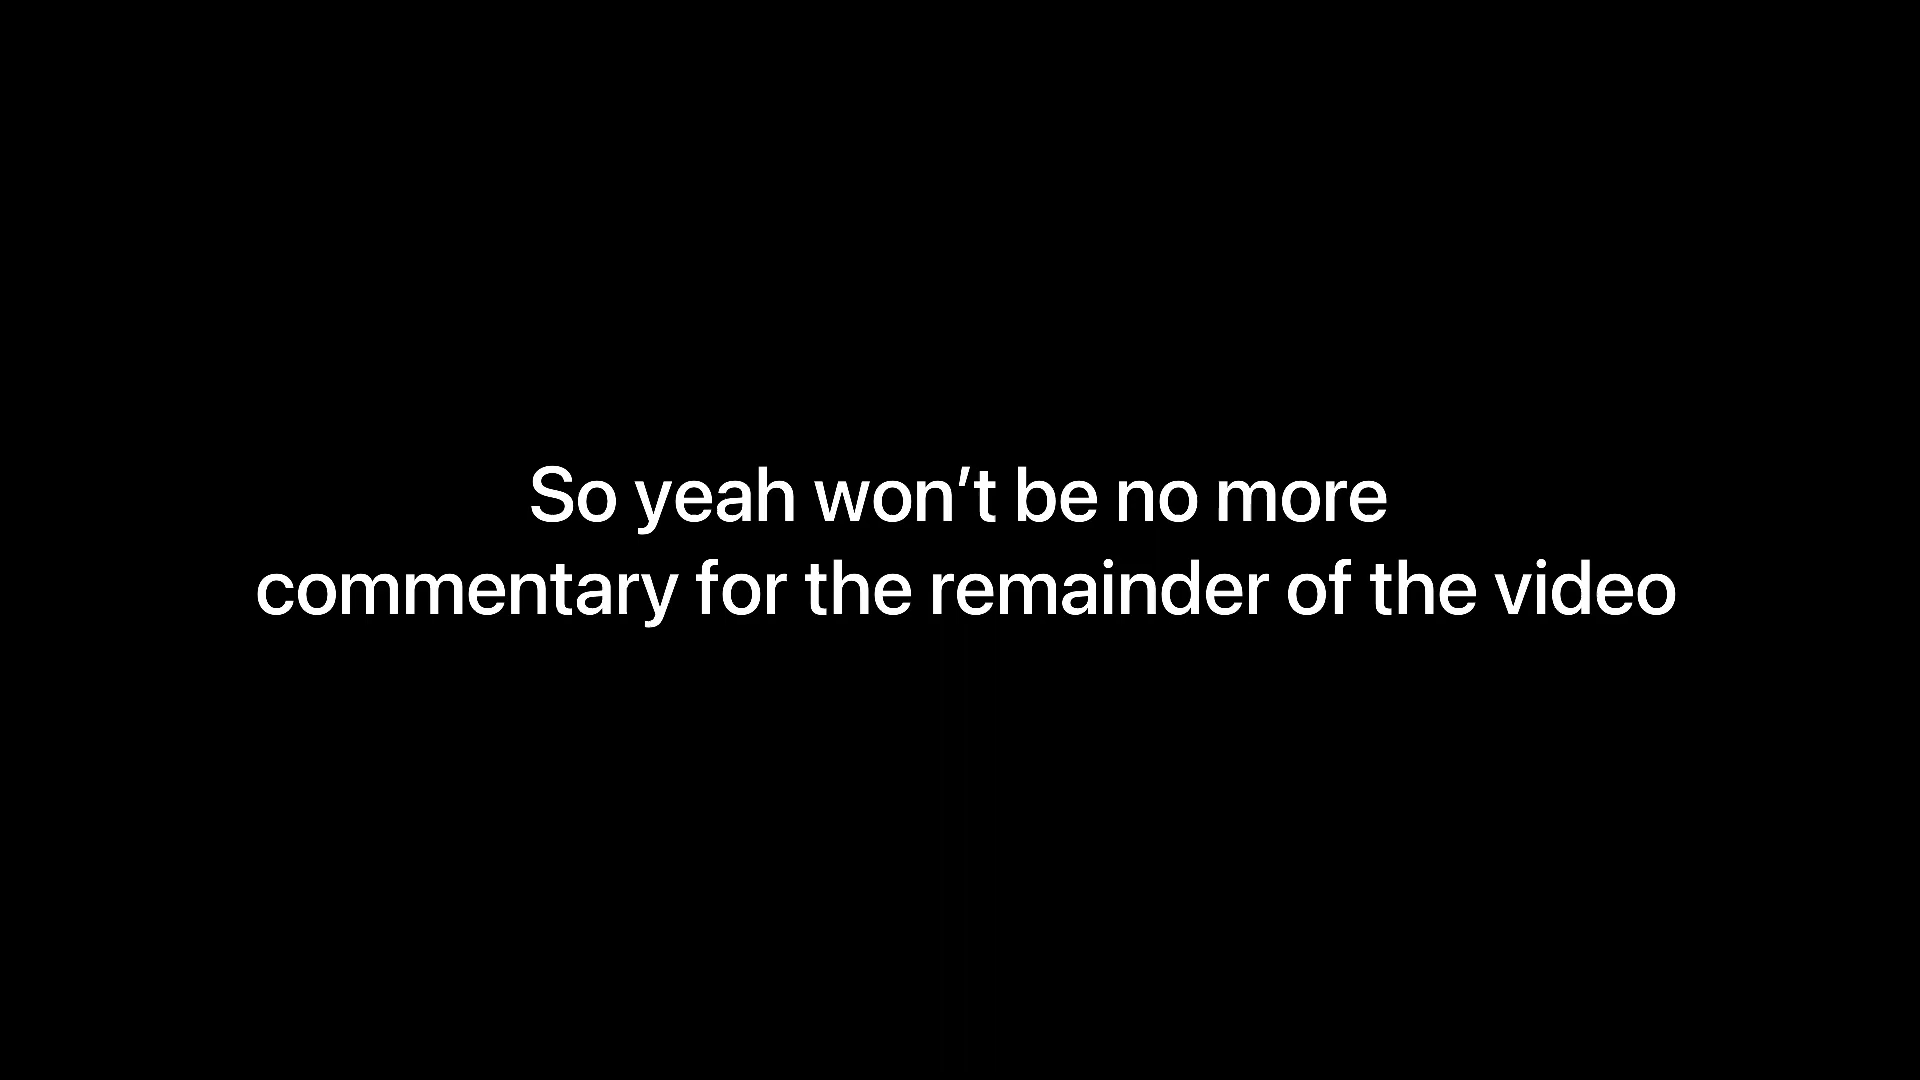 So yeah won’t be no more
commentary for the remainder of the video